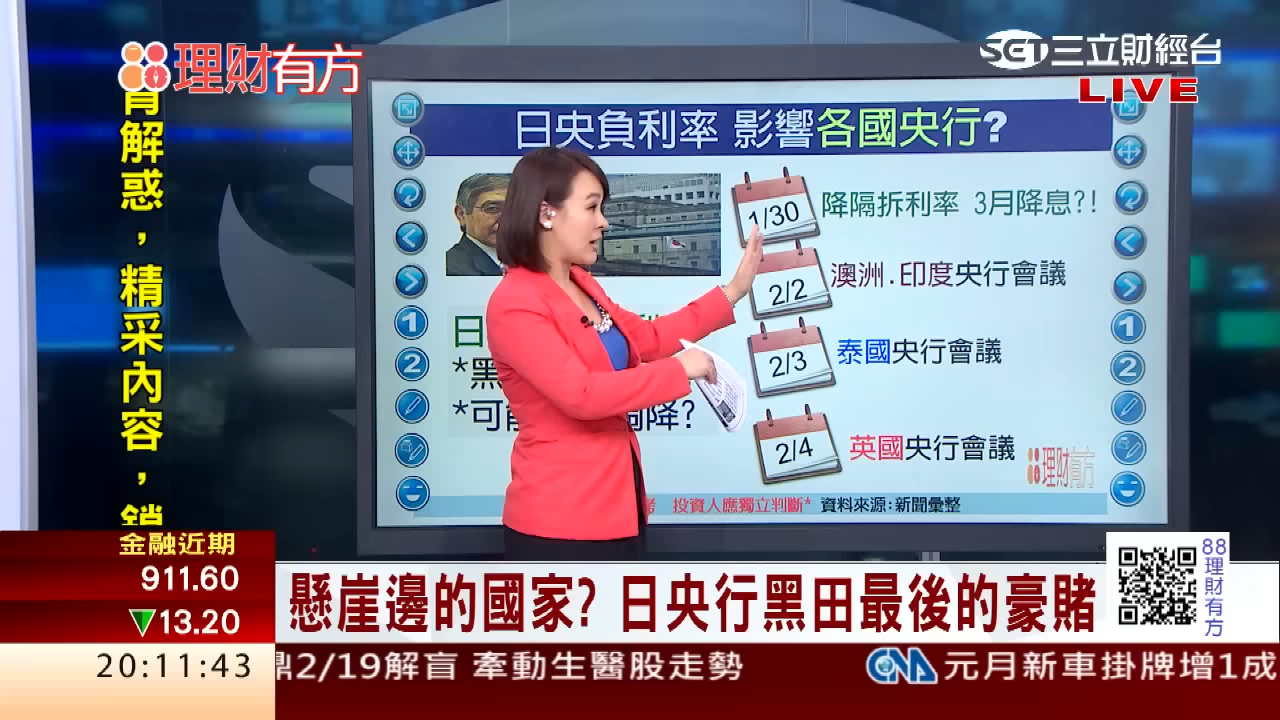 88理財有方
SET三立財經台
LIVE
解惑，精采內容，
日央負利率 影響各國央行?
1/30
降隔拆利率 3月降息?!
2/2
澳洲.印度央行會議
2/3
泰國央行會議
2/4
英國央行會議
日
*黑
*可
降?
理財有方
投資人應獨立判斷* 資料來源:新聞彙整
金融近期
911.60
▼13.20
懸崖邊的國家? 日央行黑田最後的豪賭
88理財有方
20:11:43
2/19解盲 牽動生醫股走勢
CNA 元月新車掛牌增1成